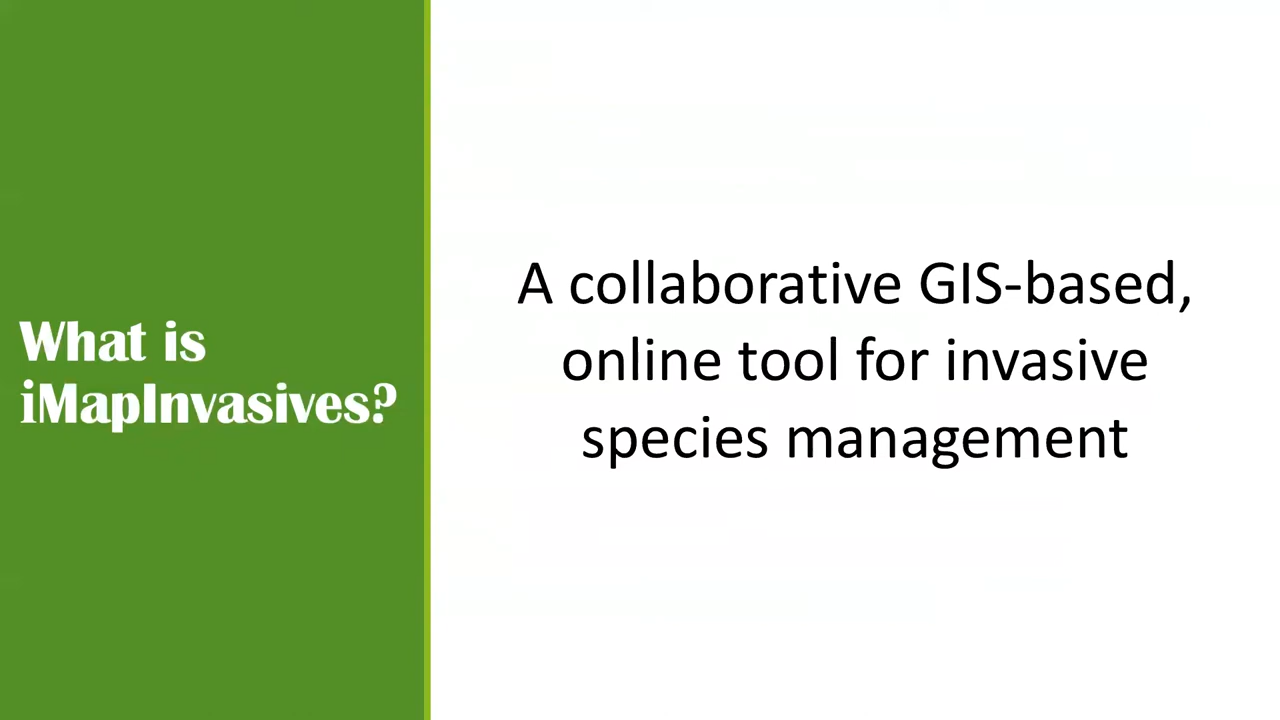 What is
iMapInvasives?
A collaborative GIS-based,
online tool for invasive
species management